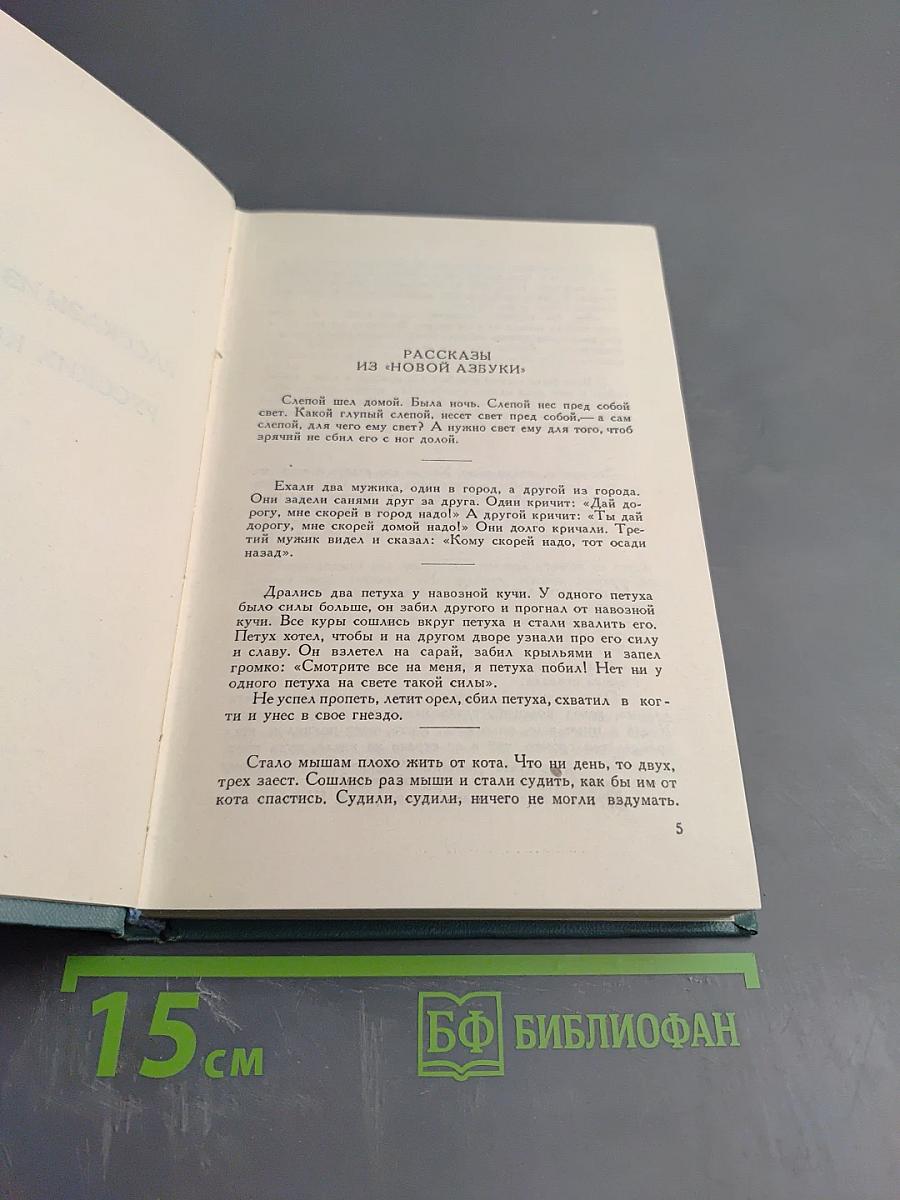 РАССКАЗЫ
ИЗ «НОВОЙ АЗБУКИ»
Слепой шел домой. Была ночь. Слепой нес пред собой
свет. Какой глупый слепой, несет свет пред собой,— а сам
слепой, для чего ему свет? А нужно свет ему для того, чтоб
зрячий не сбил его с ног долой.
Ехали два мужика, один в город, а другой из города.
Они задели санями друг за друга. Один кричит: «Дай до-
рогу, мне скорей в город надо!» А другой кричит: «Ты дай
дорогу, мне скорей домой надо!» Они долго кричали. Тре-
тий мужик видел и сказал: «Кому скорей надо, тот осади
назад».
Дрались два петуха у навозной кучи. У одного петуха
было силы больше, он забил другого и прогнал от навозной
кучи. Все куры сошлись вкруг петуха и стали хвалить его.
Петух хотел, чтобы и на другом дворе узнали про его силу
и славу. Он взлетел на сарай, забил крыльями и запел
громко: «Смотрите все на меня, я петуха побил! Нет ни у
одного петуха на свете такой силы».
Не успел пропеть, летит орел, сбил петуха, схватил в ког-
ти и унес в свое гнездо.
Стало мышам плохо жить от кота. Что ни день, то двух,
трех заест. Сошлись раз мыши и стали судить, как бы им от
кота спастись. Судили, судили, ничего не могли вздумать.
5
15 см
БФ БИБЛИОФАН